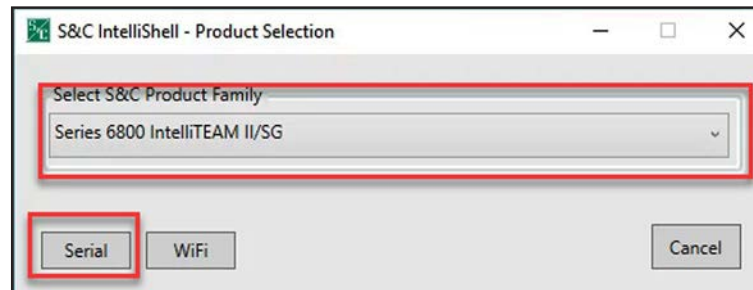 S&C IntelliShell - Product Selection
Select S&C Product Family
Series 6800 IntelliTEAM II/SG
Serial WiFi Cancel